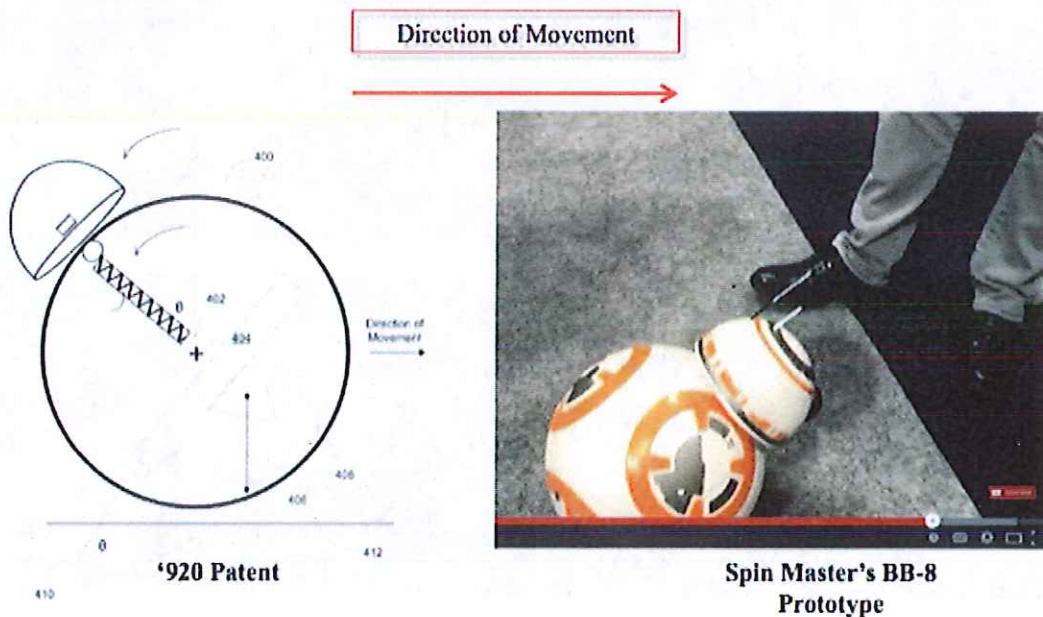 Direction of Movement
400
θ
402
404
Direction of
Movement
408
406
θ
412
410
'920 Patent
Spin Master's BB-8
Prototype